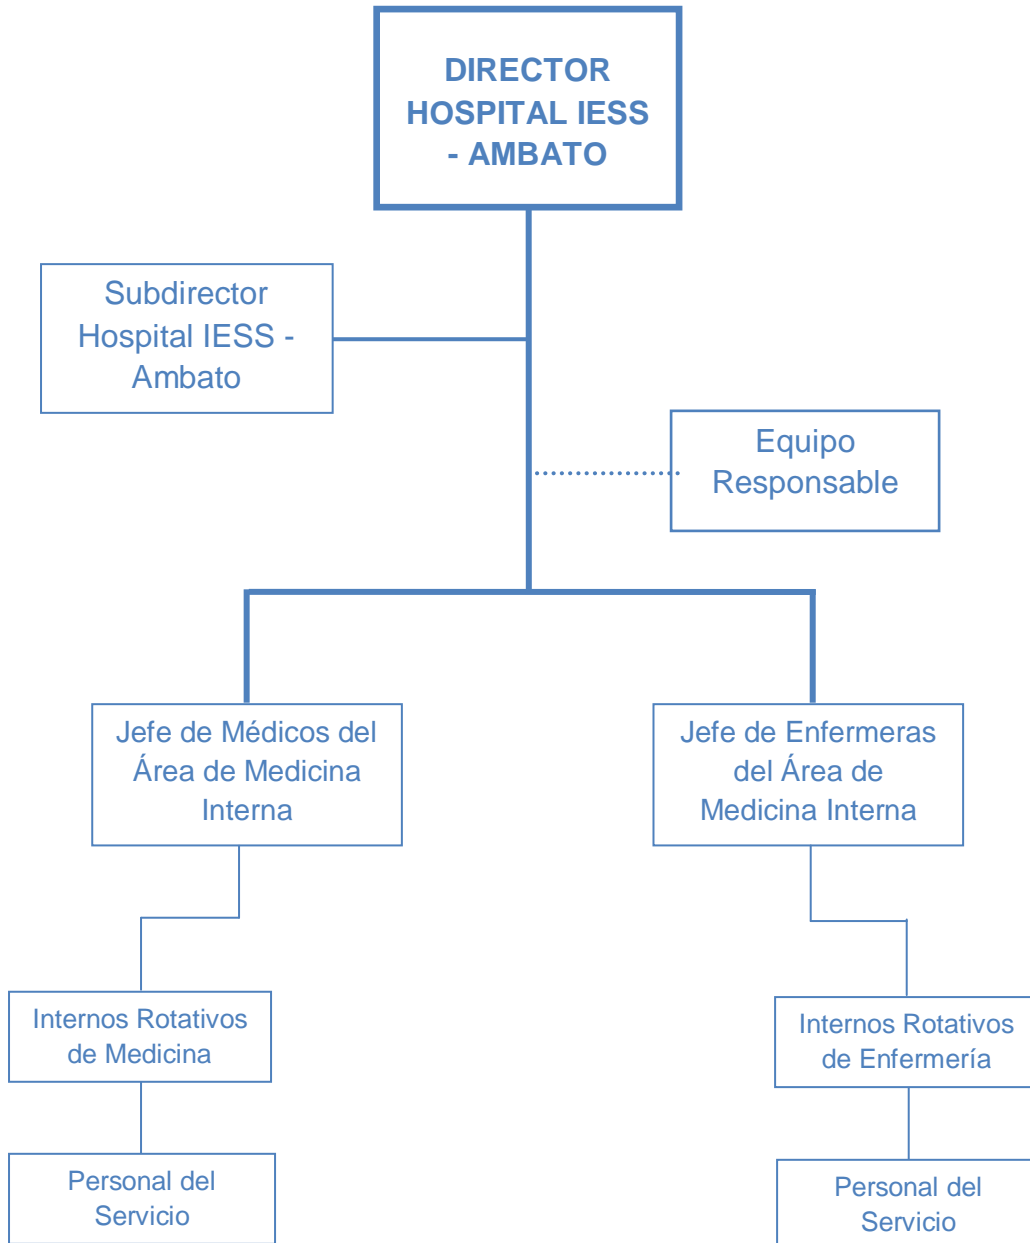 DIRECTOR
HOSPITAL IESS
- AMBATO
Subdirector
Hospital IESS -
Ambato
Equipo
Responsable
Jefe de Médicos del
Área de Medicina
Interna
Jefe de Enfermeras
del Área de
Medicina Interna
Internos Rotativos
de Medicina
Internos Rotativos
de Enfermería
Personal del
Servicio
Personal del
Servicio